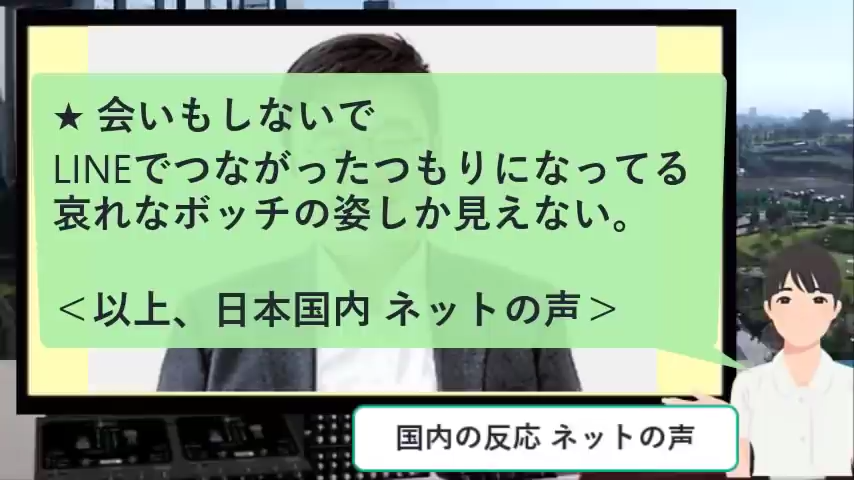 ★ 会いもしないで
LINEでつながったつもりになってる
哀れなボッチの姿しか見えない。
＜以上、日本国内 ネットの声＞
国内の反応 ネットの声